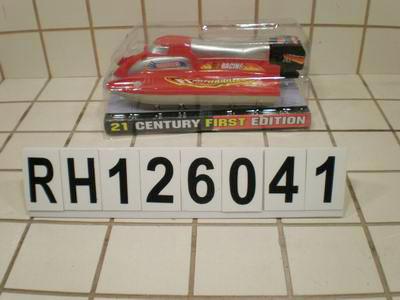 RACING
21 CENTURY FIRST EDITION
RH126041